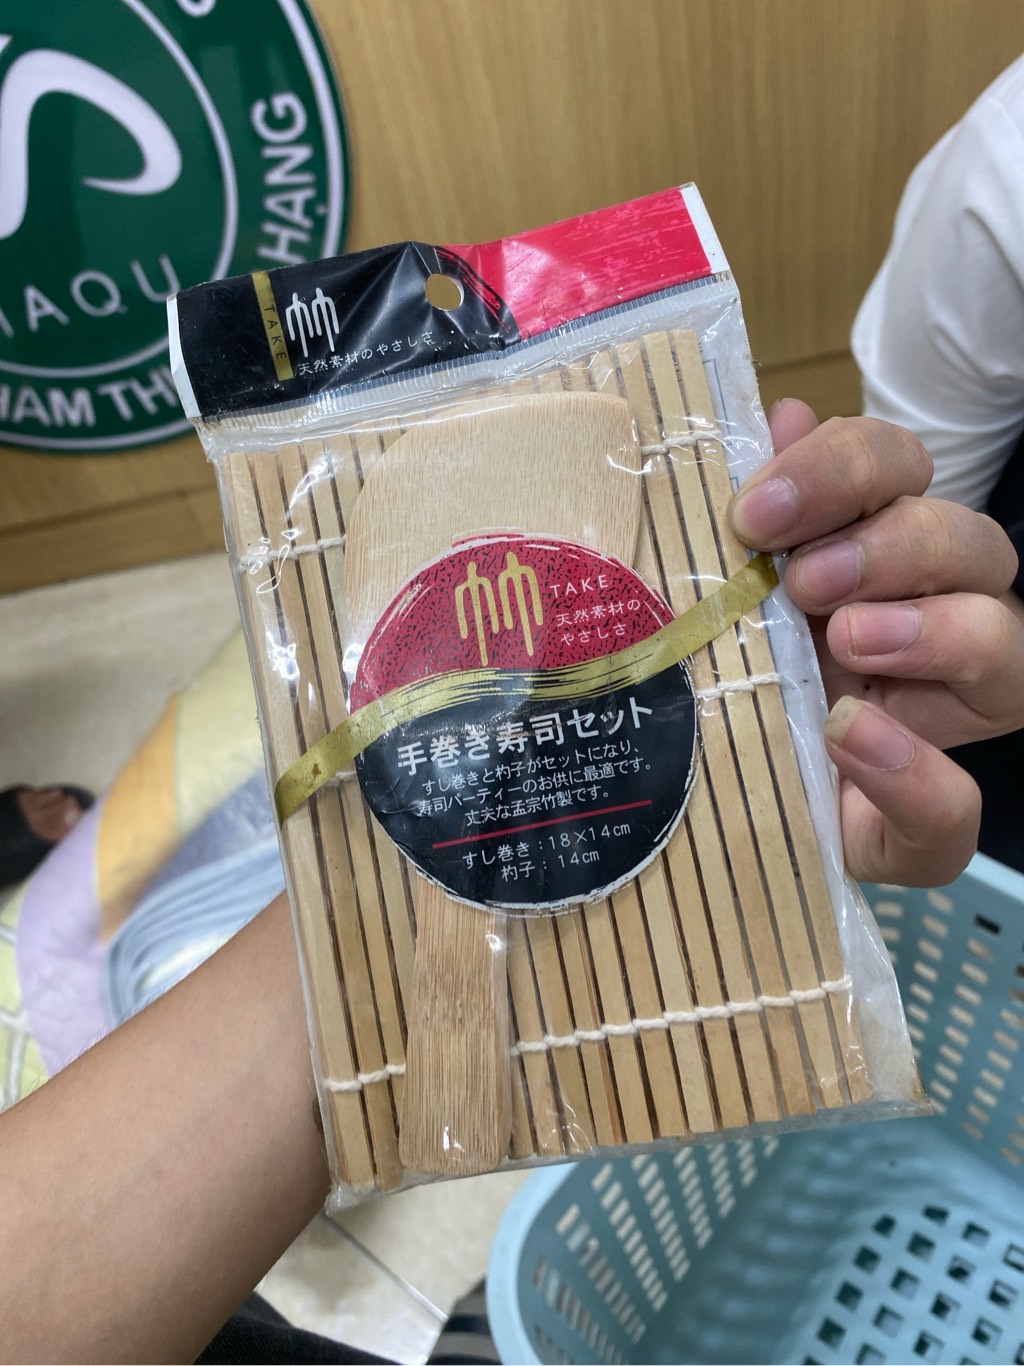 HẠNG
IAQU
HAM TH
TAKE
竹
天然素材のやさしさ
竹
TAKE
天然素材の
やさしさ
手巻き寿司セット
すし巻きと杓子がセットになり、
寿司パーティーのお供に最適です。
丈夫な孟宗竹製です。
すし巻き：18×14cm
杓子：14cm